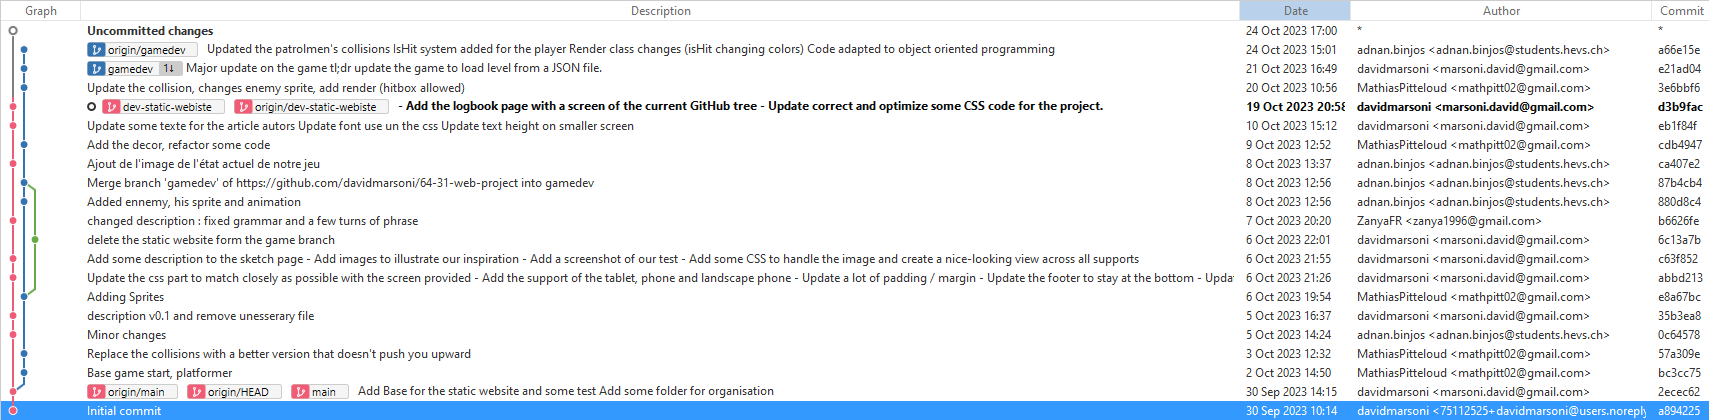 Graph Description Date Author Commit
Uncommitted changes 24 Oct 2023 17:00 * *
origin/gamedev Updated the patrolmen's collisions IsHit system added for the player Render class changes (isHit changing colors) Code adapted to object oriented programming 24 Oct 2023 15:01 adnan.binjos <adnan.binjos@students.hevs.ch> a66e15e
gamedev 1↓ Major update on the game tl;dr update the game to load level from a JSON file. 21 Oct 2023 16:49 davidmarsoni <marsoni.david@gmail.com> e21ad04
Update the collision, changes enemy sprite, add render (hitbox allowed) 20 Oct 2023 10:56 MathiasPitteloud <mathpitt02@gmail.com> 3e6bbf6
dev-static-webiste origin/dev-static-webiste - Add the logbook page with a screen of the current GitHub tree - Update correct and optimize some CSS code for the project. 19 Oct 2023 20:58 davidmarsoni <marsoni.david@gmail.com> d3b9fac
Update some texte for the article autors Update font use un the css Update text height on smaller screen 10 Oct 2023 15:12 davidmarsoni <marsoni.david@gmail.com> eb1f84f
Add the decor, refactor some code 9 Oct 2023 12:52 MathiasPitteloud <mathpitt02@gmail.com> cdb4947
Ajout de l'image de l'état actuel de notre jeu 8 Oct 2023 13:37 adnan.binjos <adnan.binjos@students.hevs.ch> ca407e2
Merge branch 'gamedev' of https://github.com/davidmarsoni/64-31-web-project into gamedev 8 Oct 2023 12:56 adnan.binjos <adnan.binjos@students.hevs.ch> 87b4cb4
Added ennemy, his sprite and animation 8 Oct 2023 12:56 adnan.binjos <adnan.binjos@students.hevs.ch> 880d8c4
changed description : fixed grammar and a few turns of phrase 7 Oct 2023 20:20 ZanyaFR <zanya1996@gmail.com> b6626fe
delete the static website form the game branch 6 Oct 2023 22:01 davidmarsoni <marsoni.david@gmail.com> 6c13a7b
Add some description to the sketch page - Add images to illustrate our inspiration - Add a screenshot of our test - Add some CSS to handle the image and create a nice-looking view across all supports 6 Oct 2023 21:55 davidmarsoni <marsoni.david@gmail.com> c63f852
Update the css part to match closely as possible with the screen provided - Add the support of the tablet, phone and landscape phone - Update a lot of padding / margin - Update the footer to stay at the bottom - Updat 6 Oct 2023 21:26 davidmarsoni <marsoni.david@gmail.com> abbd213
Adding Sprites 6 Oct 2023 19:54 MathiasPitteloud <mathpitt02@gmail.com> e8a67bc
description v0.1 and remove unesserary file 5 Oct 2023 16:37 davidmarsoni <marsoni.david@gmail.com> 35b3ea8
Minor changes 5 Oct 2023 14:24 adnan.binjos <adnan.binjos@students.hevs.ch> 0c64578
Replace the collisions with a better version that doesn't push you upward 3 Oct 2023 12:32 MathiasPitteloud <mathpitt02@gmail.com> 57a309e
Base game start, platformer 2 Oct 2023 14:50 MathiasPitteloud <mathpitt02@gmail.com> bc3cc75
origin/main origin/HEAD main Add Base for the static website and some test Add some folder for organisation 30 Sep 2023 14:15 davidmarsoni <marsoni.david@gmail.com> 2ecec62
Initial commit 30 Sep 2023 10:14 davidmarsoni <75112525+davidmarsoni@users.noreply a894225